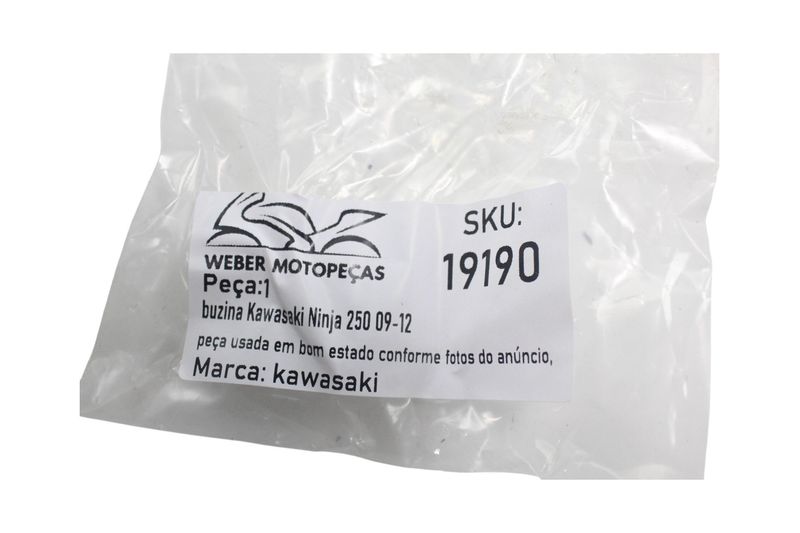 WEBER MOTOPEÇAS
SKU:
19190
Peça:1
buzina Kawasaki Ninja 250 09-12
peça usada em bom estado conforme fotos do anúncio,
Marca: kawasaki